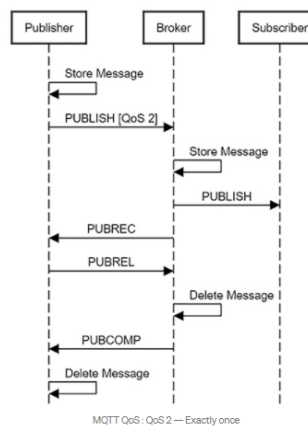 Publisher Broker Subscriber
Store Message
PUBLISH [QoS 2]
Store Message
PUBLISH
PUBREC
PUBREL
Delete Message
PUBCOMP
Delete Message
MQTT QoS : QoS 2 — Exactly once